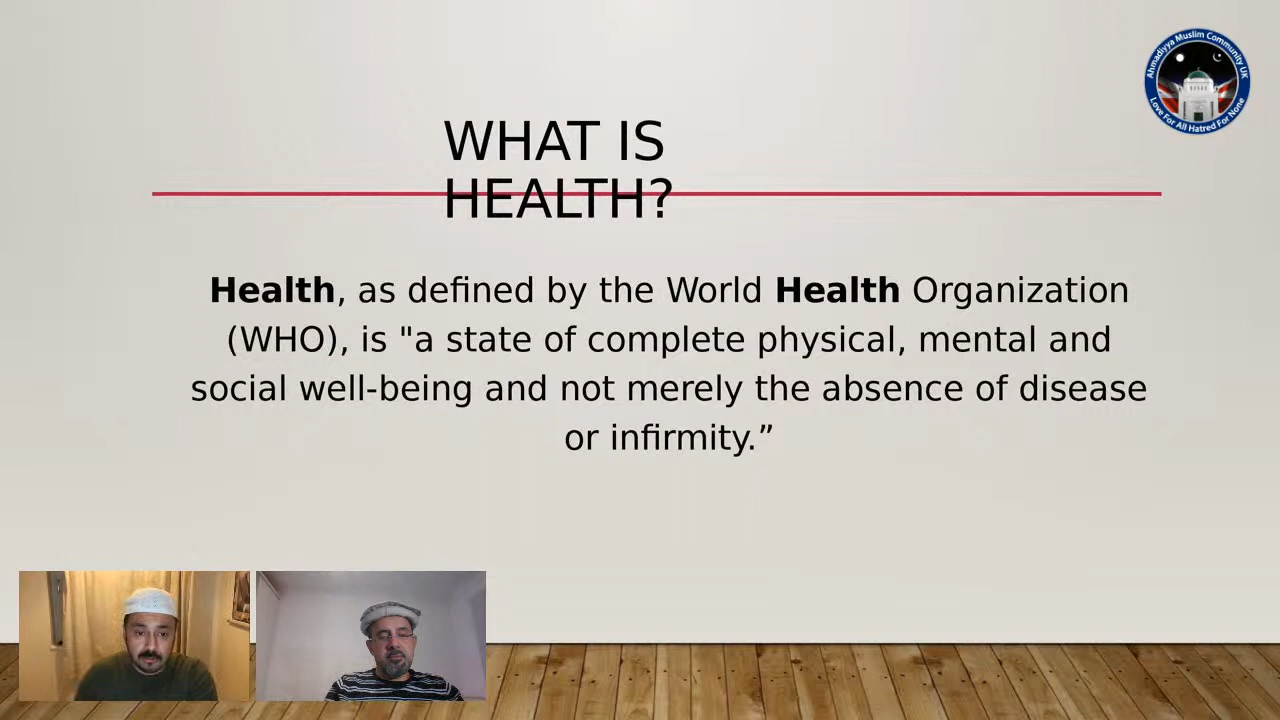 Ahmadiyya Muslim Community UK
Love For All Hatred For None
WHAT IS
HEALTH?
Health, as defined by the World Health Organization
(WHO), is "a state of complete physical, mental and
social well-being and not merely the absence of disease
or infirmity.”